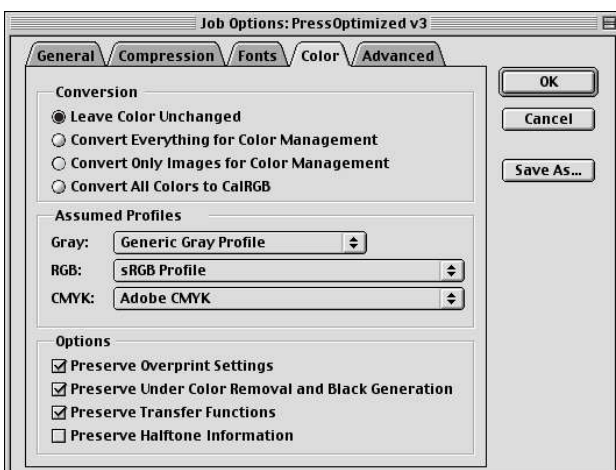 Job Options: PressOptimized v3
General Compression Fonts Color Advanced
Conversion
Leave Color Unchanged
Convert Everything for Color Management
Convert Only Images for Color Management
Convert All Colors to CalRGB
Assumed Profiles
Gray: Generic Gray Profile
RGB: sRGB Profile
CMYK: Adobe CMYK
Options
Preserve Overprint Settings
Preserve Under Color Removal and Black Generation
Preserve Transfer Functions
Preserve Halftone Information
OK
Cancel
Save As...